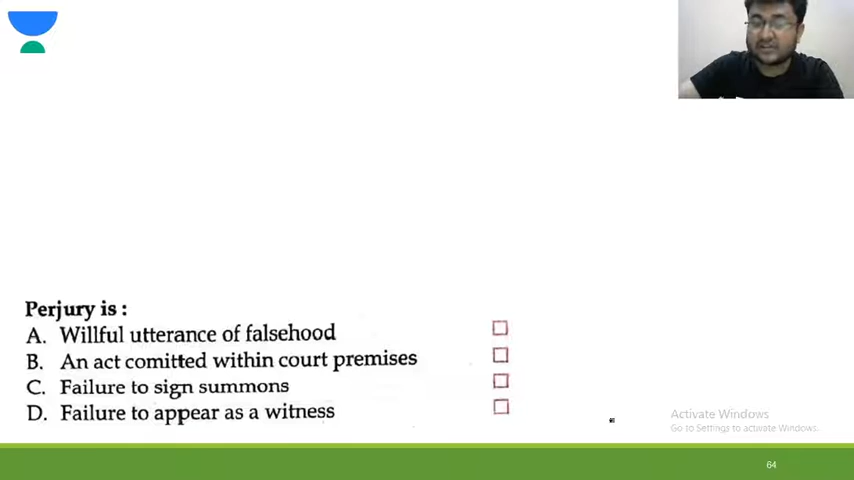 Perjury is :
A. Willful utterance of falsehood
B. An act comitted within court premises
C. Failure to sign summons
D. Failure to appear as a witness
Activate Windows
Go to Settings to activate Windows.
64